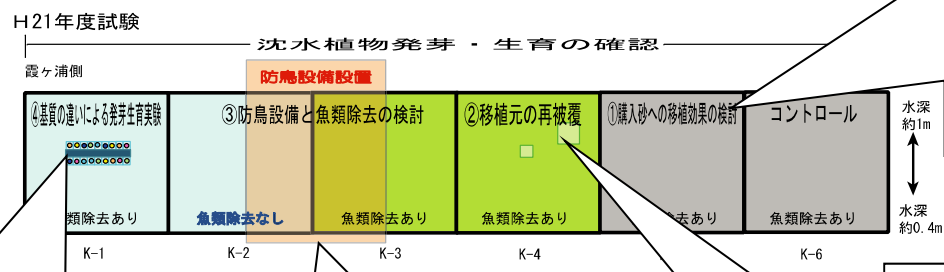 H21年度試験
沈水植物発芽・生育の確認
霞ヶ浦側
防鳥設備設置
④基質の違いによる発芽生育実験
③防鳥設備と魚類除去の検討
②移植元の再被覆
①購入砂への移植効果の検討
コントロール
水深
約1m
類除去あり
魚類除去なし
魚類除去あり
魚類除去あり
去あり
魚類除去あり
水深
約0.4m
K-1
K-2
K-3
K-4
K-6